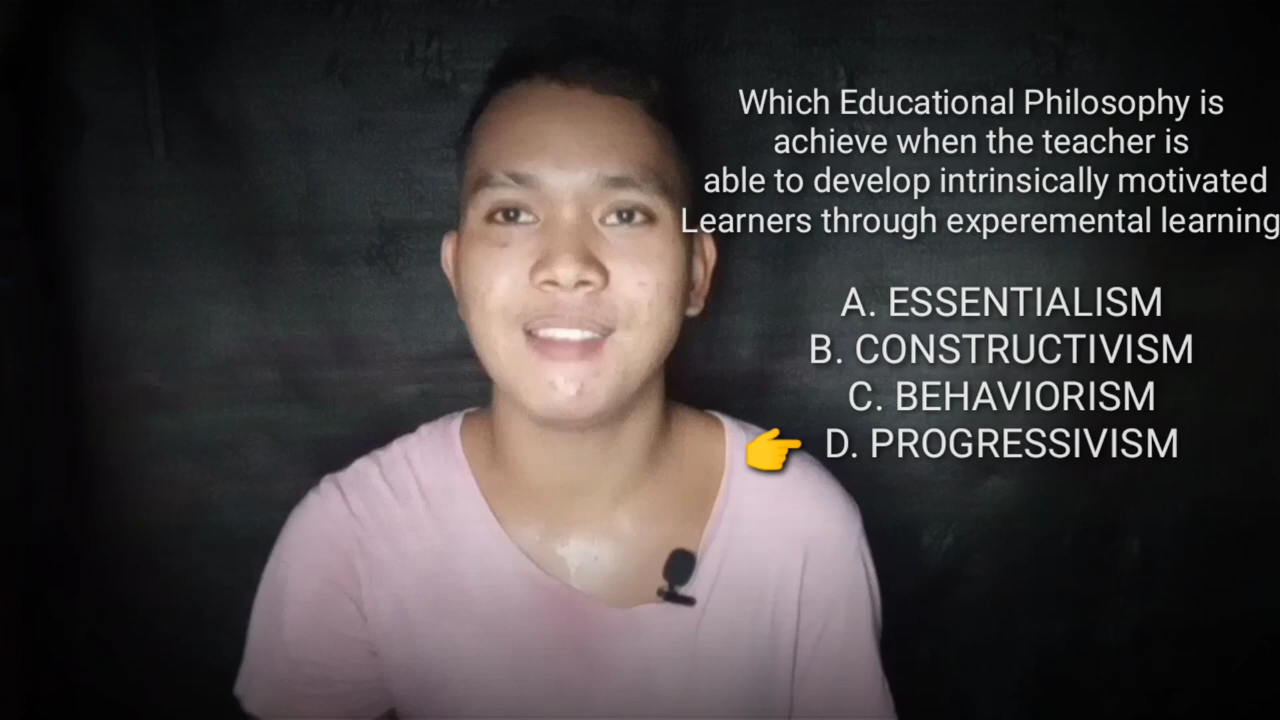 Which Educational Philosophy is
achieve when the teacher is
able to develop intrinsically motivated
Learners through experemental learning
A. ESSENTIALISM
B. CONSTRUCTIVISM
C. BEHAVIORISM
D. PROGRESSIVISM